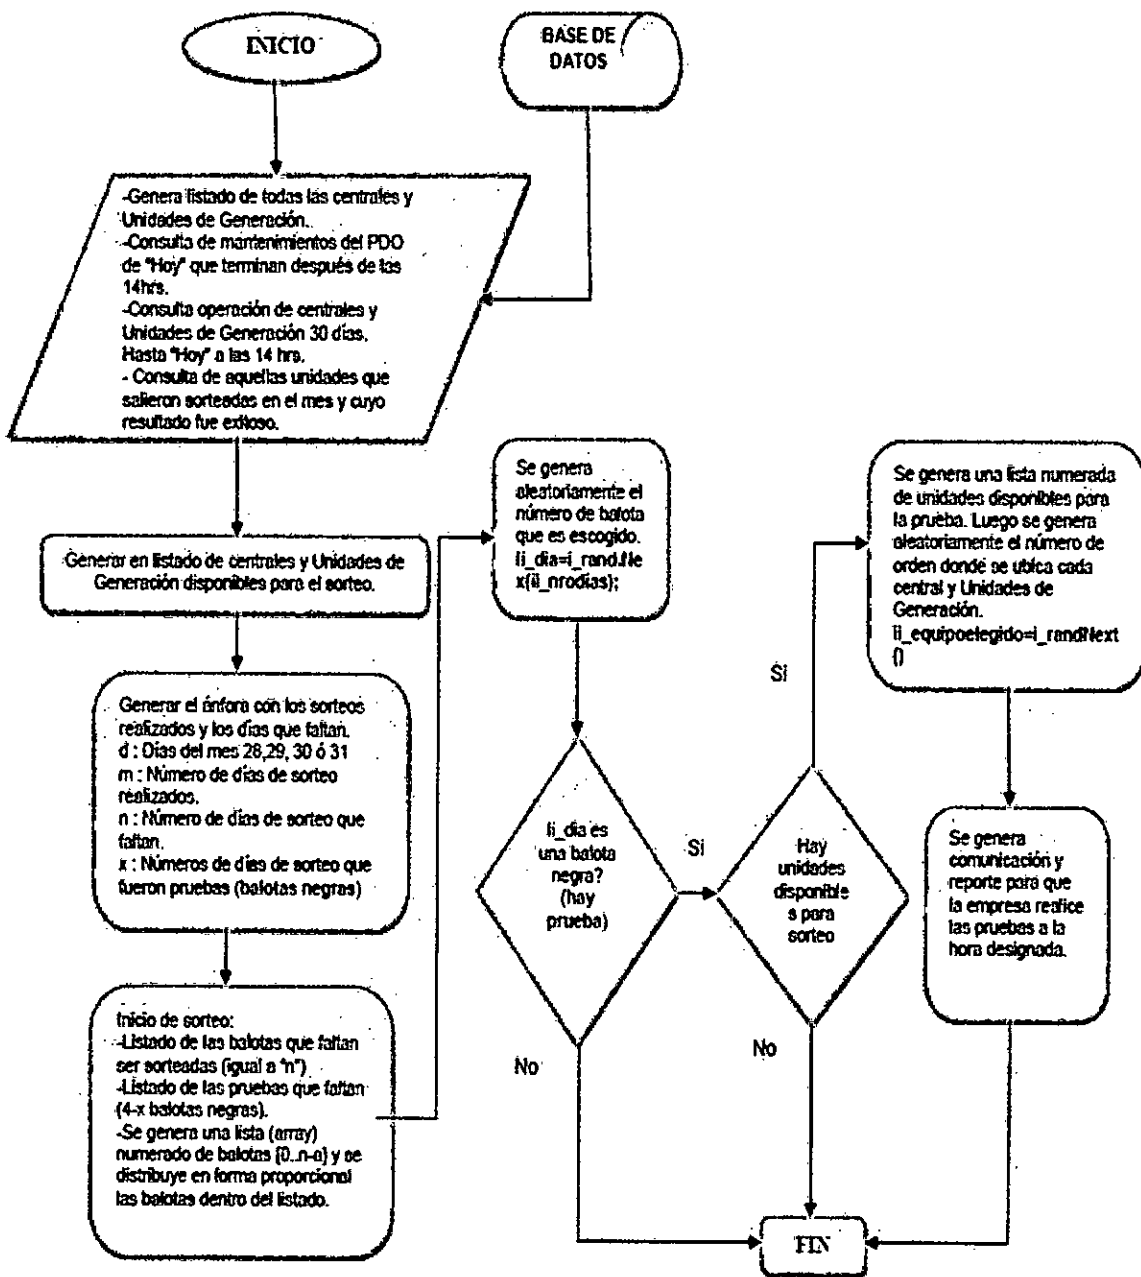 INICIO
BASE DE
DATOS
-Genera listado de todas las centrales y
Unidades de Generación.
-Consulta de mantenimientos del PDO
de "Hoy" que terminan después de las
14hrs.
-Consulta operación de centrales y
Unidades de Generación 30 días.
Hasta "Hoy" a las 14 hrs.
- Consulta de aquellas unidades que
salieron sorteadas en el mes y cuyo
resultado fue exitoso.
Generar en listado de centrales y Unidades de
Generación disponibles para el sorteo.
Generar el ánfora con los sorteos
realizados y los días que faltan.
d : Días del mes 28,29, 30 ó 31
m : Número de días de sorteo
realizados.
n : Número de días de sorteo que
faltan.
x : Números de días de sorteo que
fueron pruebas (balotas negras)
Inicio de sorteo:
-Listado de las balotas que faltan
ser sorteadas (igual a "n")
-Listado de las pruebas que faltan
(4-x balotas negras).
-Se genera una lista (array)
numerado de balotas {0..n-a} y se
distribuye en forma proporcional
las balotas dentro del listado.
Se genera
aleatoriamente el
número de balota
que es escogido.
li_dia=i_rand.Ne
x(il_nrodias);
li_dia es
una balota
negra?
(hay
prueba)
Si
No
Hay
unidades
disponible
s para
sorteo
Si
No
Se genera una lista numerada
de unidades disponibles para
la prueba. Luego se genera
aleatoriamente el número de
orden donde se ubica cada
central y Unidades de
Generación.
ii_equipoelegido=i_randNext
()
Se genera
comunicación y
reporte para que
la empresa realice
las pruebas a la
hora designada.
FIN